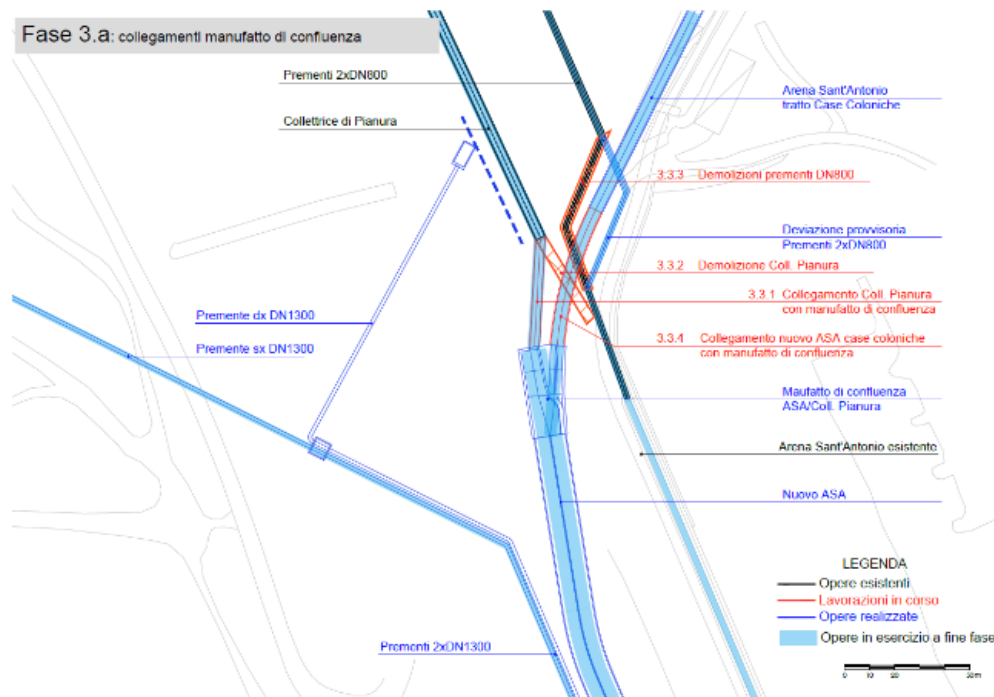 Fase 3.a: collegamenti manufatto di confluenza
Prementi 2xDN800
Collettrice di Pianura
Arena Sant'Antonio
tratto Case Coloniche
3.3.3 Demolizioni prementi DN800
Deviazione provvisoria
Prementi 2xDN800
3.3.2 Demolizione Coll. Pianura
3.3.1 Collegamento Coll. Pianura
con manufatto di confluenza
3.3.4 Collegamento nuovo ASA case coloniche
con manufatto di confluenza
Premente dx DN1300
Premente sx DN1300
Maufatto di confluenza
ASA/Coll. Pianura
Arena Sant'Antonio esistente
Nuovo ASA
Prementi 2xDN1300
LEGENDA
Opere esistenti
Lavorazioni in corso
Opere realizzate
Opere in esercizio a fine fase
0 10 20 50m